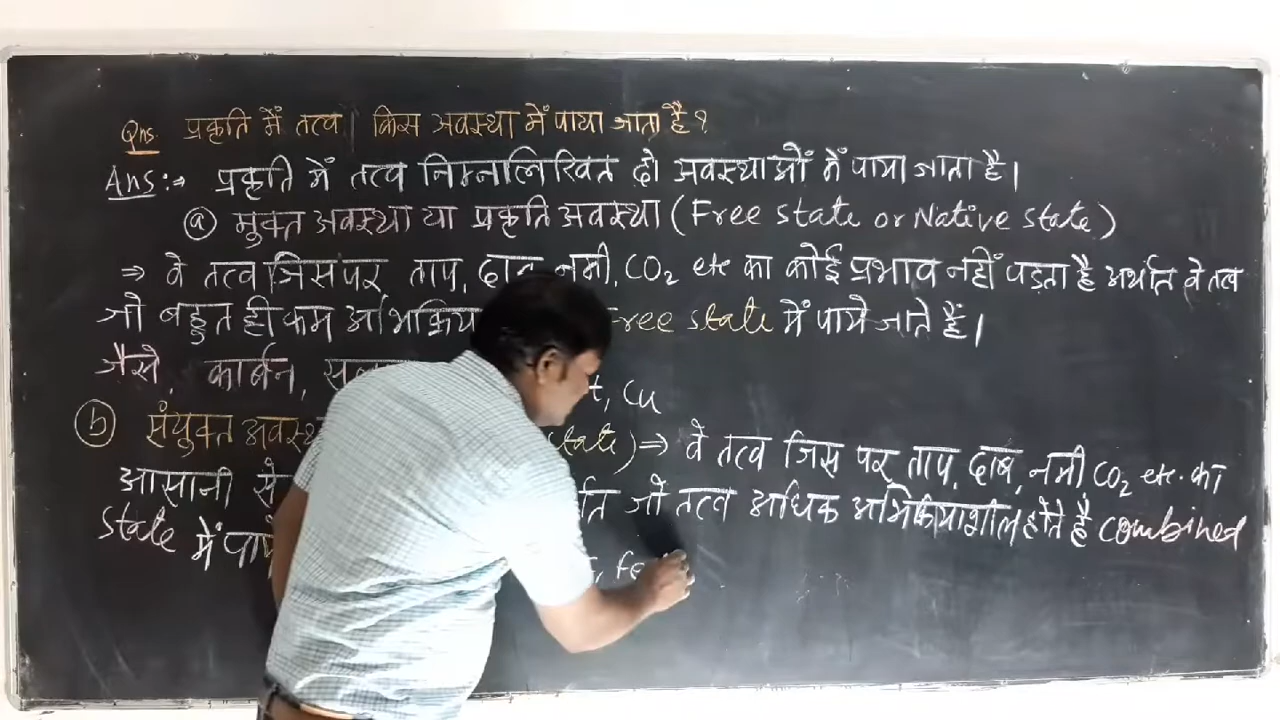 Qns. प्रकृति में तत्व किस अवस्था में पाया जाता है?
Ans:→ प्रकृति में तत्व निम्नलिखित दो अवस्थाओं में पाया जाता है।
ⓐ मुक्त अवस्था या प्रकृति अवस्था (Free state or Native state)
⇒ वे तत्व जिस पर ताप, दाब, नमी, CO₂ etc का कोई प्रभाव नहीं पड़ता है अर्थात वे तत्व
जो बहुत ही कम Free state में पाये जाते हैं।
जैसे, कार्बन, Cu
ⓑ संयुक्त state) ⇒ वे तत्व जिस पर ताप, दाब, नमी CO₂ etc. का
आसानी से जो तत्व अधिक अभिक्रियाशील होते है combined
state में
Fe